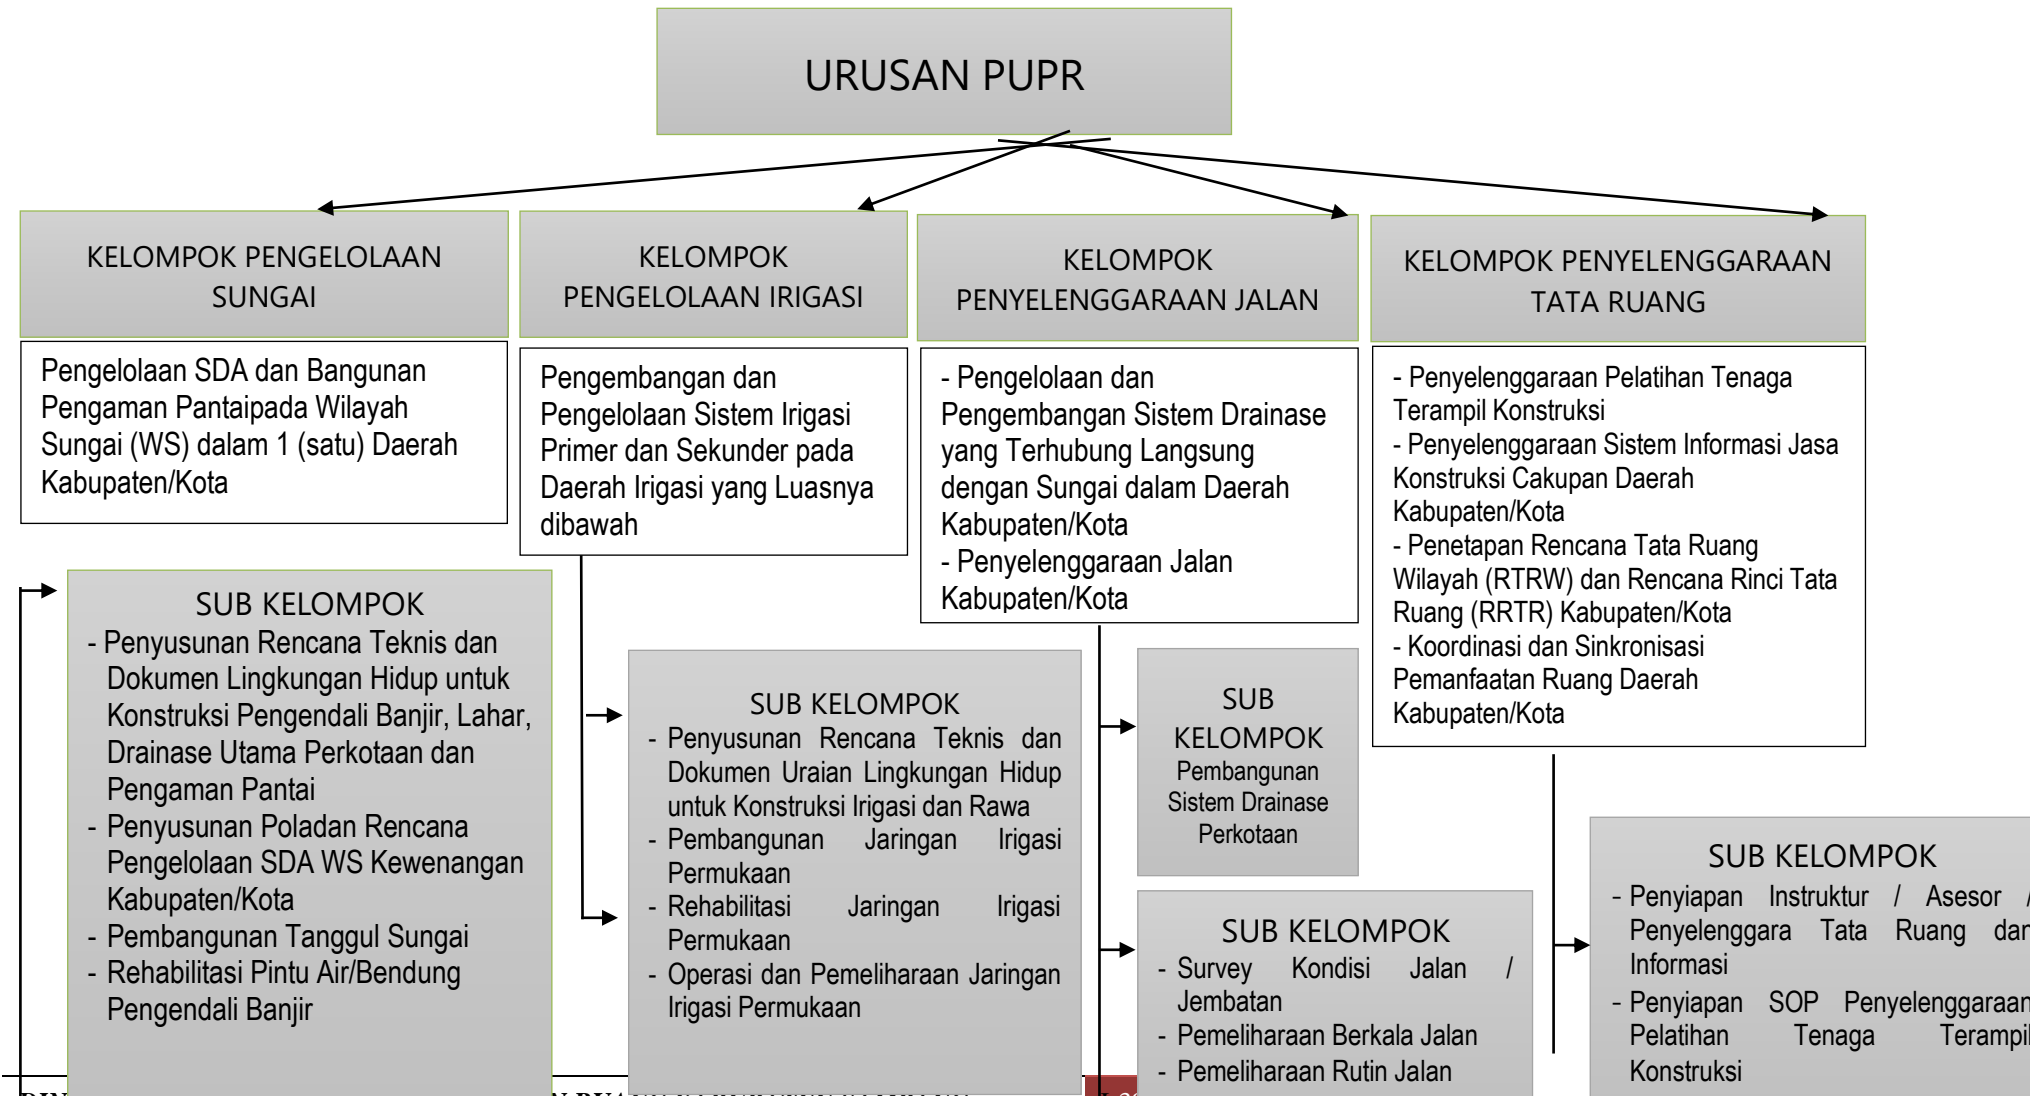 URUSAN PUPR
KELOMPOK PENGELOLAAN
SUNGAI
KELOMPOK
PENGELOLAAN IRIGASI
KELOMPOK
PENYELENGGARAAN JALAN
KELOMPOK PENYELENGGARAAN
TATA RUANG
Pengelolaan SDA dan Bangunan
Pengaman Pantaipada Wilayah
Sungai (WS) dalam 1 (satu) Daerah
Kabupaten/Kota
Pengembangan dan
Pengelolaan Sistem Irigasi
Primer dan Sekunder pada
Daerah Irigasi yang Luasnya
dibawah
- Pengelolaan dan
Pengembangan Sistem Drainase
yang Terhubung Langsung
dengan Sungai dalam Daerah
Kabupaten/Kota
- Penyelenggaraan Jalan
Kabupaten/Kota
- Penyelenggaraan Pelatihan Tenaga
Terampil Konstruksi
- Penyelenggaraan Sistem Informasi Jasa
Konstruksi Cakupan Daerah
Kabupaten/Kota
- Penetapan Rencana Tata Ruang
Wilayah (RTRW) dan Rencana Rinci Tata
Ruang (RRTR) Kabupaten/Kota
- Koordinasi dan Sinkronisasi
Pemanfaatan Ruang Daerah
Kabupaten/Kota
SUB KELOMPOK
- Penyusunan Rencana Teknis dan
Dokumen Lingkungan Hidup untuk
Konstruksi Pengendali Banjir, Lahar,
Drainase Utama Perkotaan dan
Pengaman Pantai
- Penyusunan Poladan Rencana
Pengelolaan SDA WS Kewenangan
Kabupaten/Kota
- Pembangunan Tanggul Sungai
- Rehabilitasi Pintu Air/Bendung
Pengendali Banjir
SUB KELOMPOK
- Penyusunan Rencana Teknis dan
Dokumen Uraian Lingkungan Hidup
untuk Konstruksi Irigasi dan Rawa
- Pembangunan Jaringan Irigasi
Permukaan
- Rehabilitasi Jaringan Irigasi
Permukaan
- Operasi dan Pemeliharaan Jaringan
Irigasi Permukaan
SUB
KELOMPOK
Pembangunan
Sistem Drainase
Perkotaan
SUB KELOMPOK
- Survey Kondisi Jalan /
Jembatan
- Pemeliharaan Berkala Jalan
- Pemeliharaan Rutin Jalan
SUB KELOMPOK
- Penyiapan Instruktur / Asesor /
Penyelenggara Tata Ruang dan
Informasi
- Penyiapan SOP Penyelenggaraan
Pelatihan Tenaga Terampil
Konstruksi